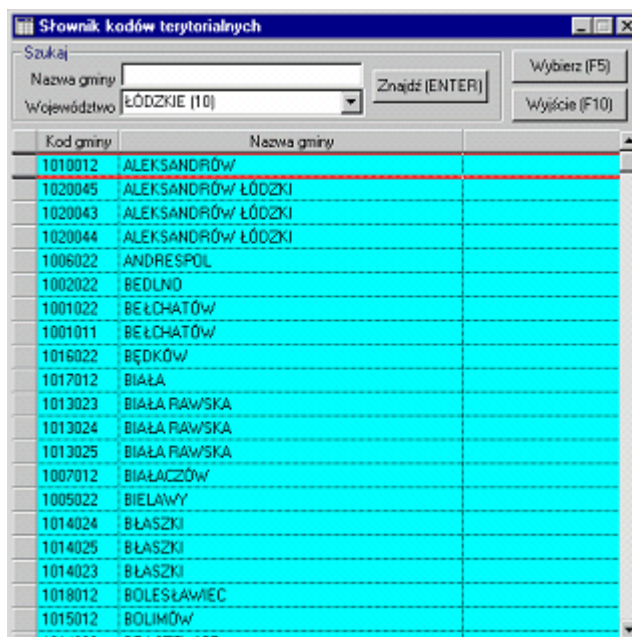 Słownik kodów terytorialnych
Szukaj
Nazwa gminy
Znajdź (ENTER)
Wybierz (F5)
Województwo ŁÓDZKIE (10)
Wyjście (F10)
Kod gminy Nazwa gminy
1010012 ALEKSANDRÓW
1020045 ALEKSANDRÓW ŁÓDZKI
1020043 ALEKSANDRÓW ŁÓDZKI
1020044 ALEKSANDRÓW ŁÓDZKI
1006022 ANDRESPOL
1002022 BEDLNO
1001022 BEŁCHATÓW
1001011 BEŁCHATÓW
1016022 BĘDKÓW
1017012 BIAŁA
1013023 BIAŁA RAWSKA
1013024 BIAŁA RAWSKA
1013025 BIAŁA RAWSKA
1007012 BIAŁACZÓW
1005022 BIELAWY
1014024 BŁASZKI
1014025 BŁASZKI
1014023 BŁASZKI
1018012 BOLESŁAWIEC
1015012 BOLIMÓW